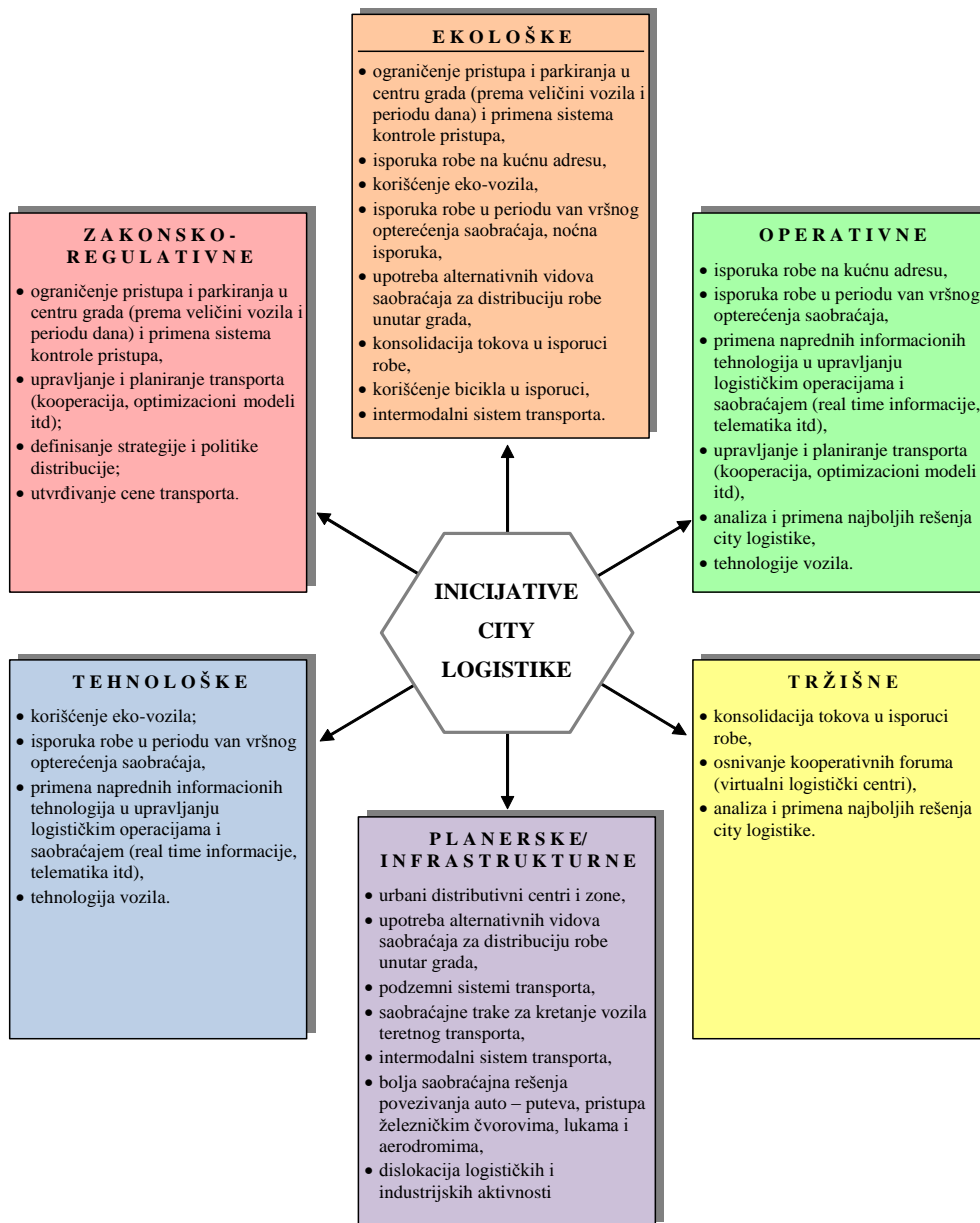 EKOLOŠKE
• ograničenje pristupa i parkiranja u
centru grada (prema veličini vozila i
periodu dana) i primena sistema
kontrole pristupa,
• isporuka robe na kućnu adresu,
• korišćenje eko-vozila,
• isporuka robe u periodu van vršnog
opterećenja saobraćaja, noćna
isporuka,
• upotreba alternativnih vidova
saobraćaja za distribuciju robe
unutar grada,
• konsolidacija tokova u isporuci
robe,
• korišćenje bicikla u isporuci,
• intermodalni sistem transporta.
ZAKONSKO-
REGULATIVNE
• ograničenje pristupa i parkiranja u
centru grada (prema veličini vozila i
periodu dana) i primena sistema
kontrole pristupa,
• upravljanje i planiranje transporta
(kooperacija, optimizacioni modeli
itd);
• definisanje strategije i politike
distribucije;
• utvrđivanje cene transporta.
OPERATIVNE
• isporuka robe na kućnu adresu,
• isporuka robe u periodu van vršnog
opterećenja saobraćaja,
• primena naprednih informacionih
tehnologija u upravljanju
logističkim operacijama i
saobraćajem (real time informacije,
telematika itd),
• upravljanje i planiranje transporta
(kooperacija, optimizacioni modeli
itd),
• analiza i primena najboljih rešenja
city logistike,
• tehnologije vozila.
INICIJATIVE
CITY
LOGISTIKE
TEHNOLOŠKE
• korišćenje eko-vozila;
• isporuka robe u periodu van vršnog
opterećenja saobraćaja,
• primena naprednih informacionih
tehnologija u upravljanju
logističkim operacijama i
saobraćajem (real time informacije,
telematika itd),
• tehnologija vozila.
TRŽIŠNE
• konsolidacija tokova u isporuci
robe,
• osnivanje kooperativnih foruma
(virtualni logistički centri),
• analiza i primena najboljih rešenja
city logistike.
PLANERSKE/
INFRASTRUKTURNE
• urbani distributivni centri i zone,
• upotreba alternativnih vidova
saobraćaja za distribuciju robe
unutar grada,
• podzemni sistemi transporta,
• saobraćajne trake za kretanje vozila
teretnog transporta,
• intermodalni sistem transporta,
• bolja saobraćajna rešenja
povezivanja auto – puteva, pristupa
železničkim čvorovima, lukama i
aerodromima,
• dislokacija logističkih i
industrijskih aktivnosti